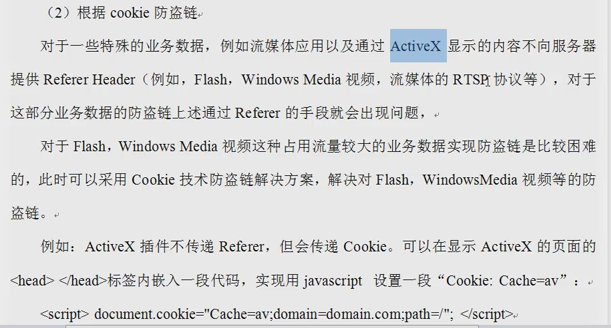 （2）根据 cookie 防盗链
对于一些特殊的业务数据，例如流媒体应用以及通过 ActiveX 显示的内容不向服务器
提供 Referer Header（例如，Flash，Windows Media 视频，流媒体的 RTSP 协议等），对于
这部分业务数据的防盗链上述通过 Referer 的手段就会出现问题，
对于 Flash，Windows Media 视频这种占用流量较大的业务数据实现防盗链是比较困难
的，此时可以采用 Cookie 技术防盗链解决方案，解决对 Flash，WindowsMedia 视频等的防
盗链。
例如：ActiveX 插件不传递 Referer，但会传递 Cookie。可以在显示 ActiveX 的页面的
<head> </head>标签内嵌入一段代码，实现用 javascript 设置一段“Cookie: Cache=av”：
<script> document.cookie="Cache=av;domain=domain.com;path=/"; </script>